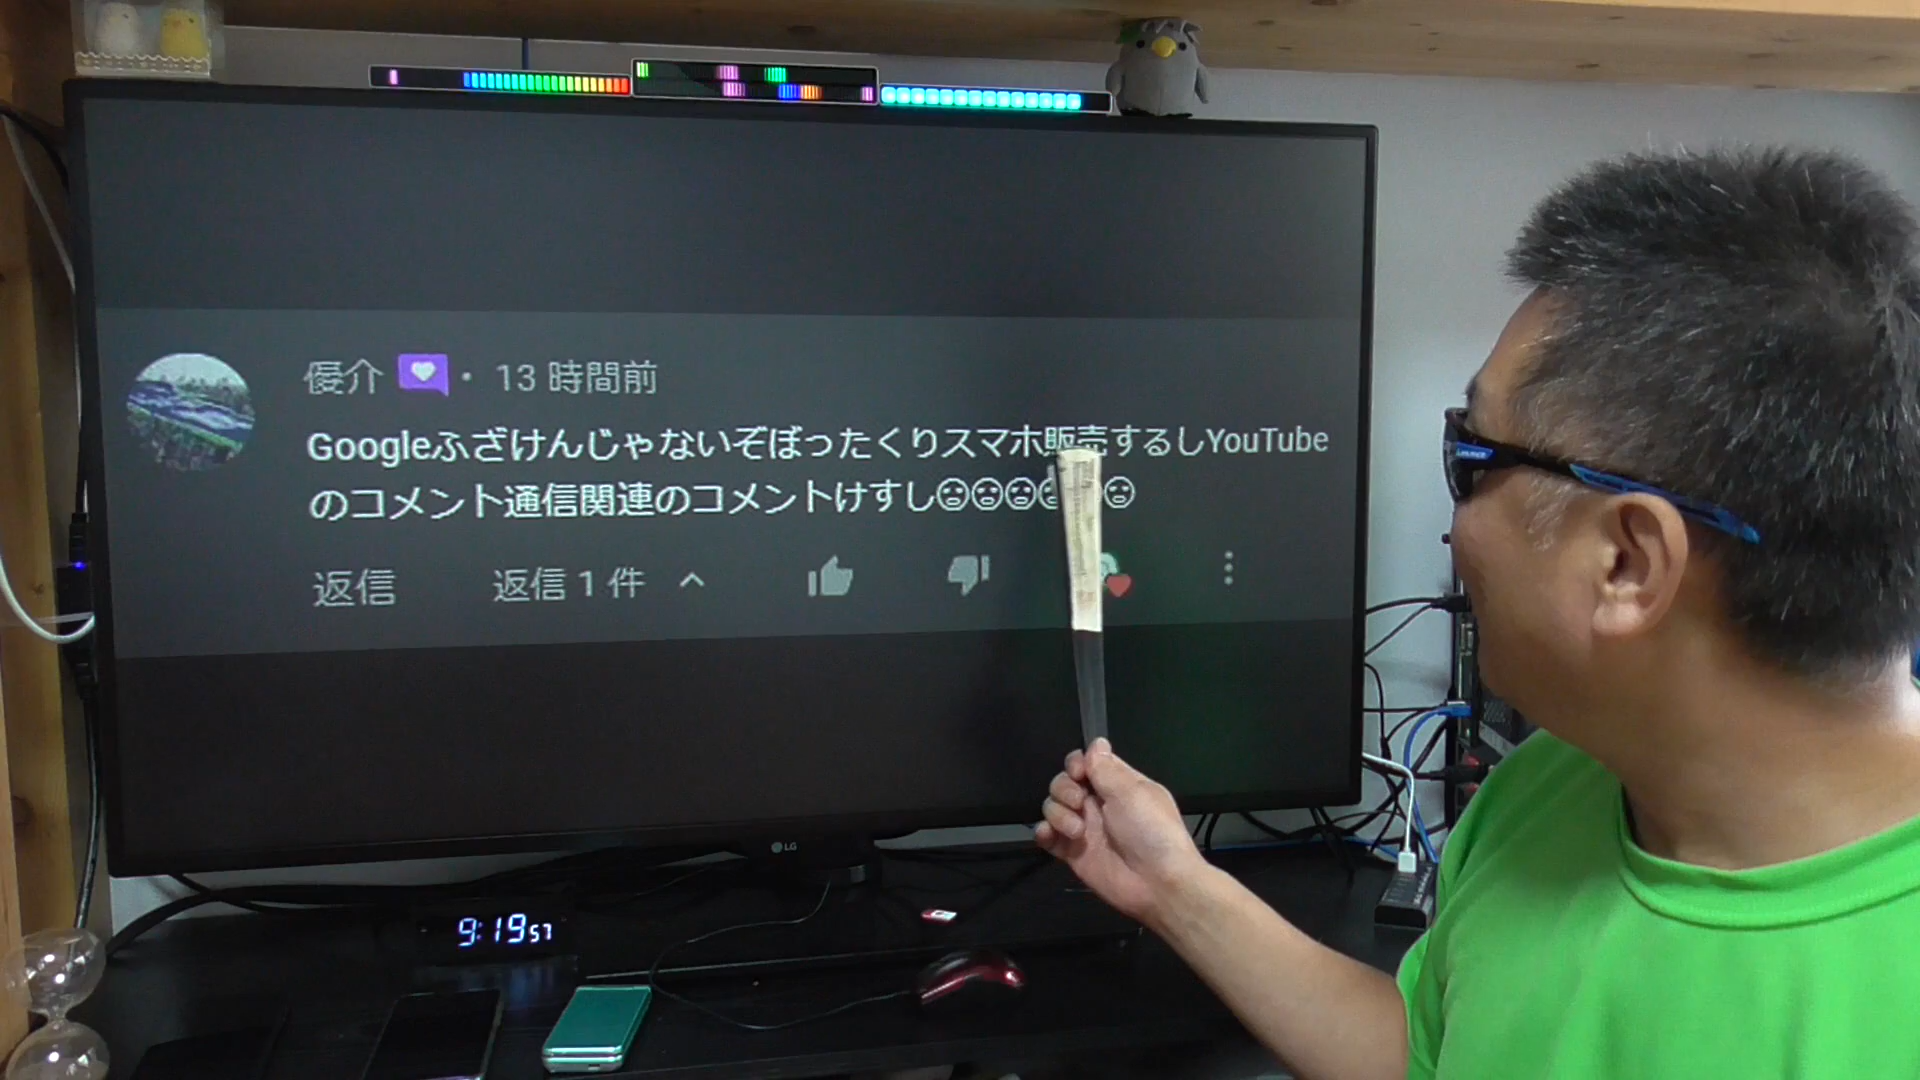 優介 · 13 時間前
Googleふざけんじゃないぞぼったくりスマホ販売するしYouTube
のコメント通信関連のコメントけすし
返信 返信 1 件
LG
9:19 57